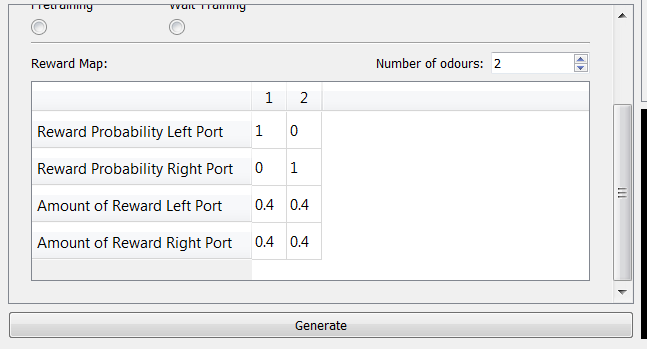 Pretraining Wait Training
Reward Map: Number of odours: 2
1 2
Reward Probability Left Port 1 0
Reward Probability Right Port 0 1
Amount of Reward Left Port 0.4 0.4
Amount of Reward Right Port 0.4 0.4
Generate